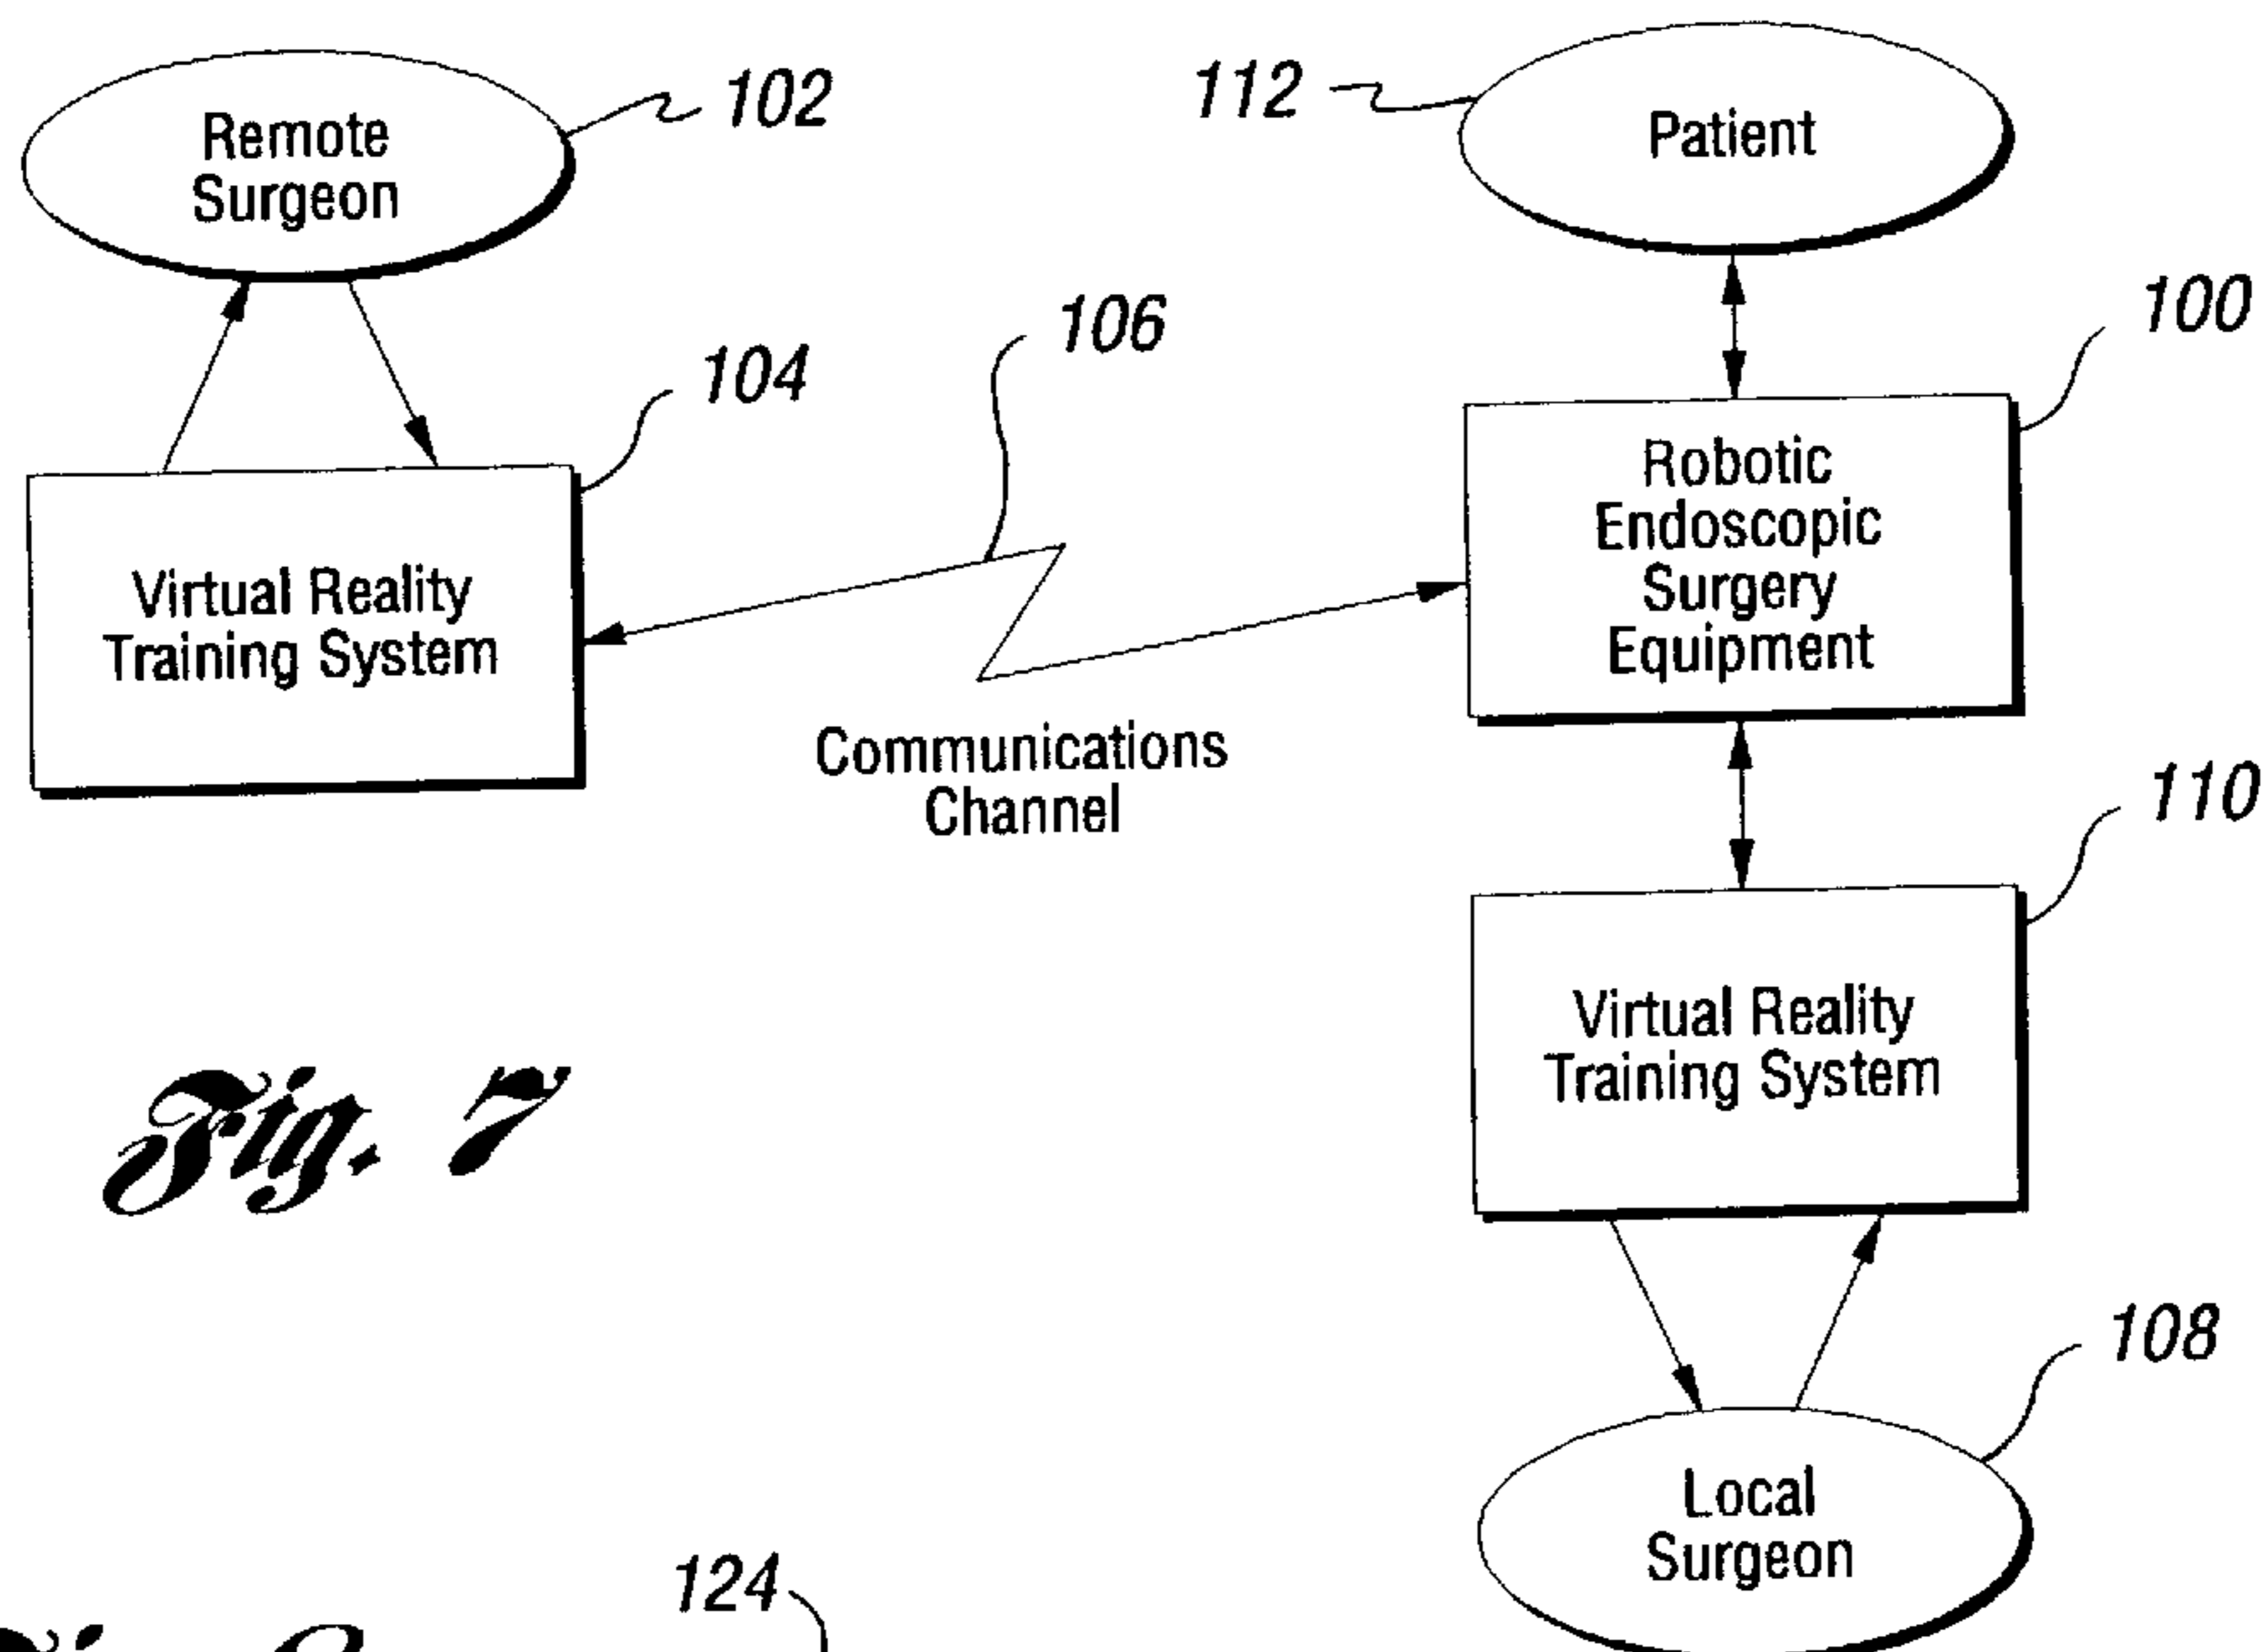 Remote
Surgeon
102
112
Patient
100
106
104
Robotic
Endoscopic
Surgery
Equipment
Virtual Reality
Training System
Communications
Channel
110
Virtual Reality
Training System
Fig. 7
108
Local
Surgeon
124